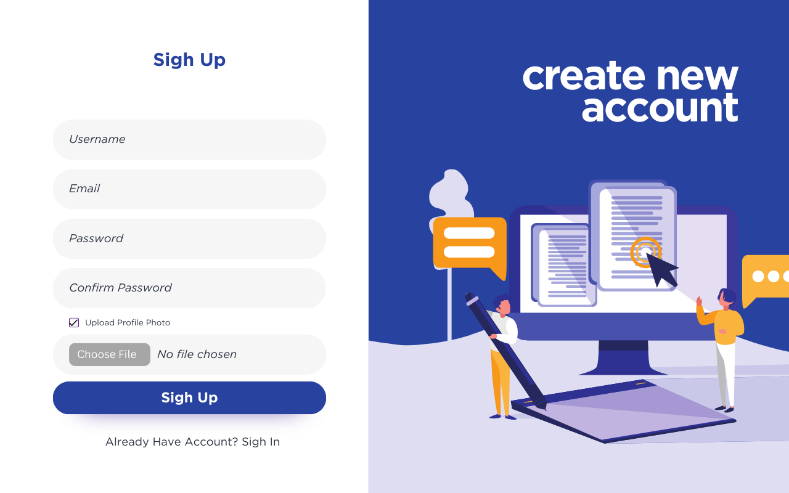 Sigh Up
Username
Email
Password
Confirm Password
Upload Profile Photo
Choose File No file chosen
Sigh Up
Already Have Account? Sigh In
create new
account